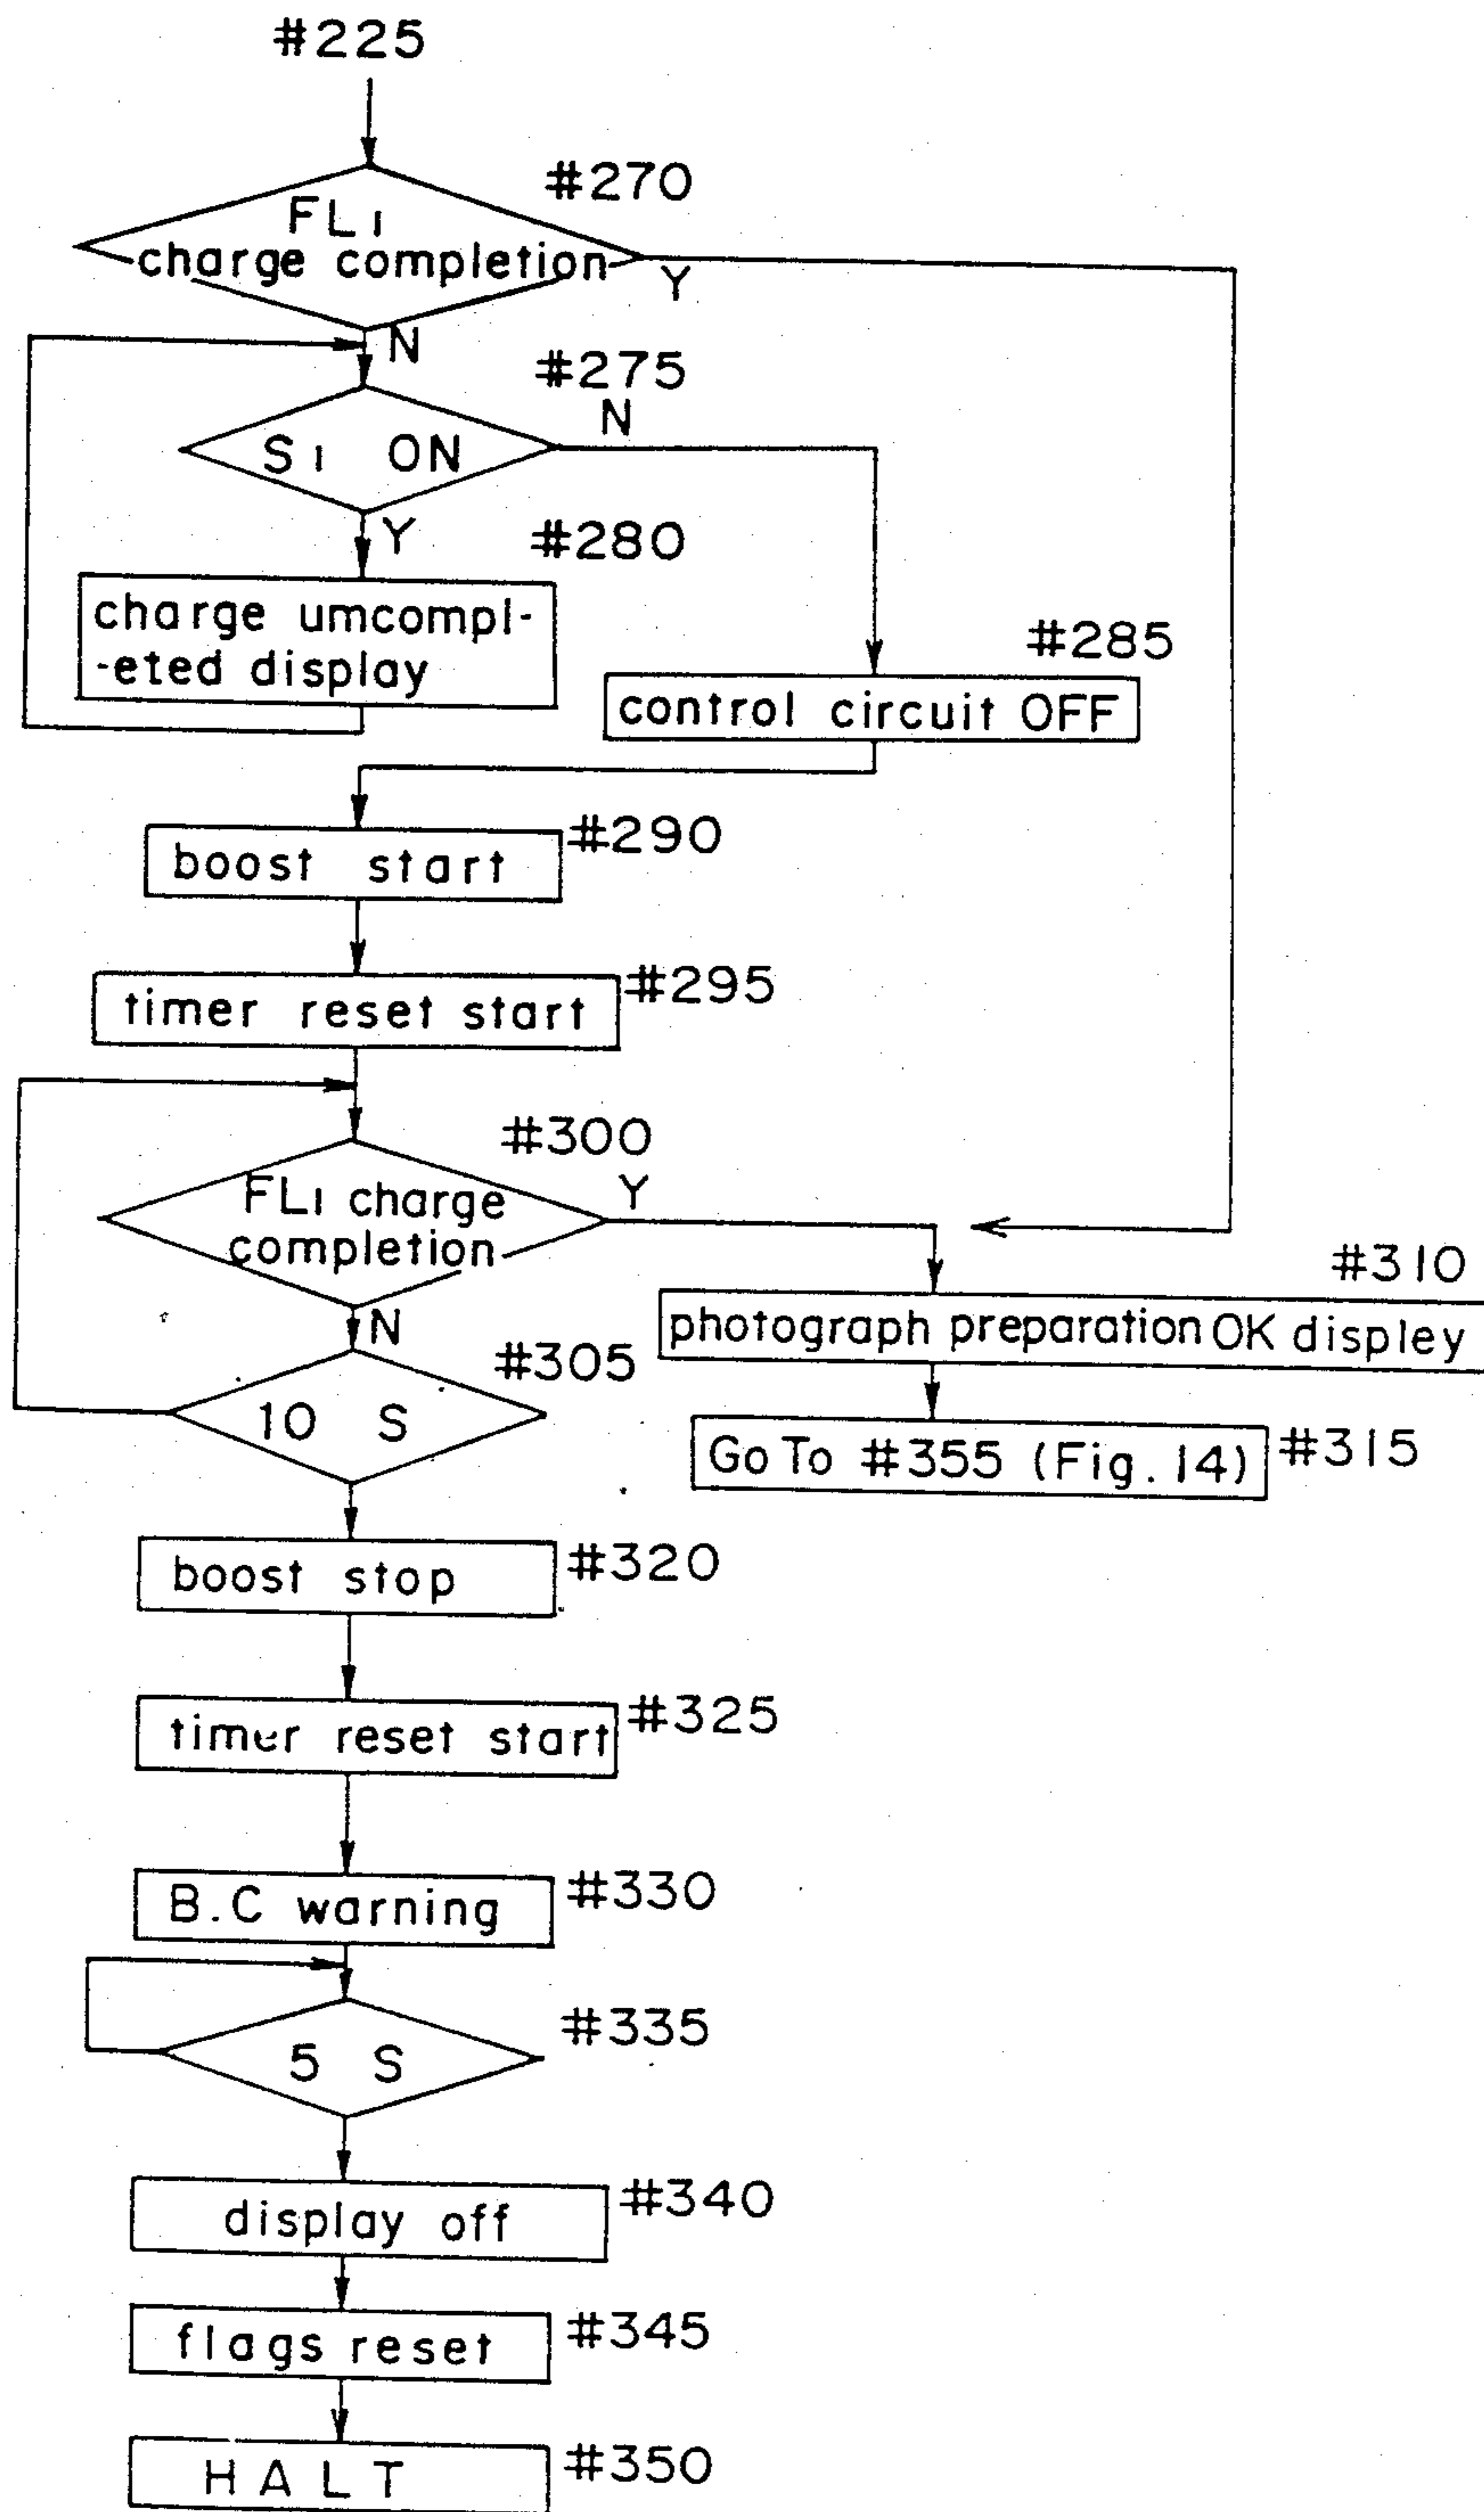 #225
#270
FL1
charge completion
Y
N
#275
N
S1 ON
Y
#280
charge umcompl-
-eted display
#285
control circuit OFF
#290
boost start
#295
timer reset start
#300
FL1 charge
completion
Y
N
#310
photograph preparation OK display
#305
10 S
Go To #355 (Fig. 14)
#315
boost stop
#320
timer reset start
#325
B.C warning
#330
#335
5 S
display off
#340
flags reset
#345
HALT
#350